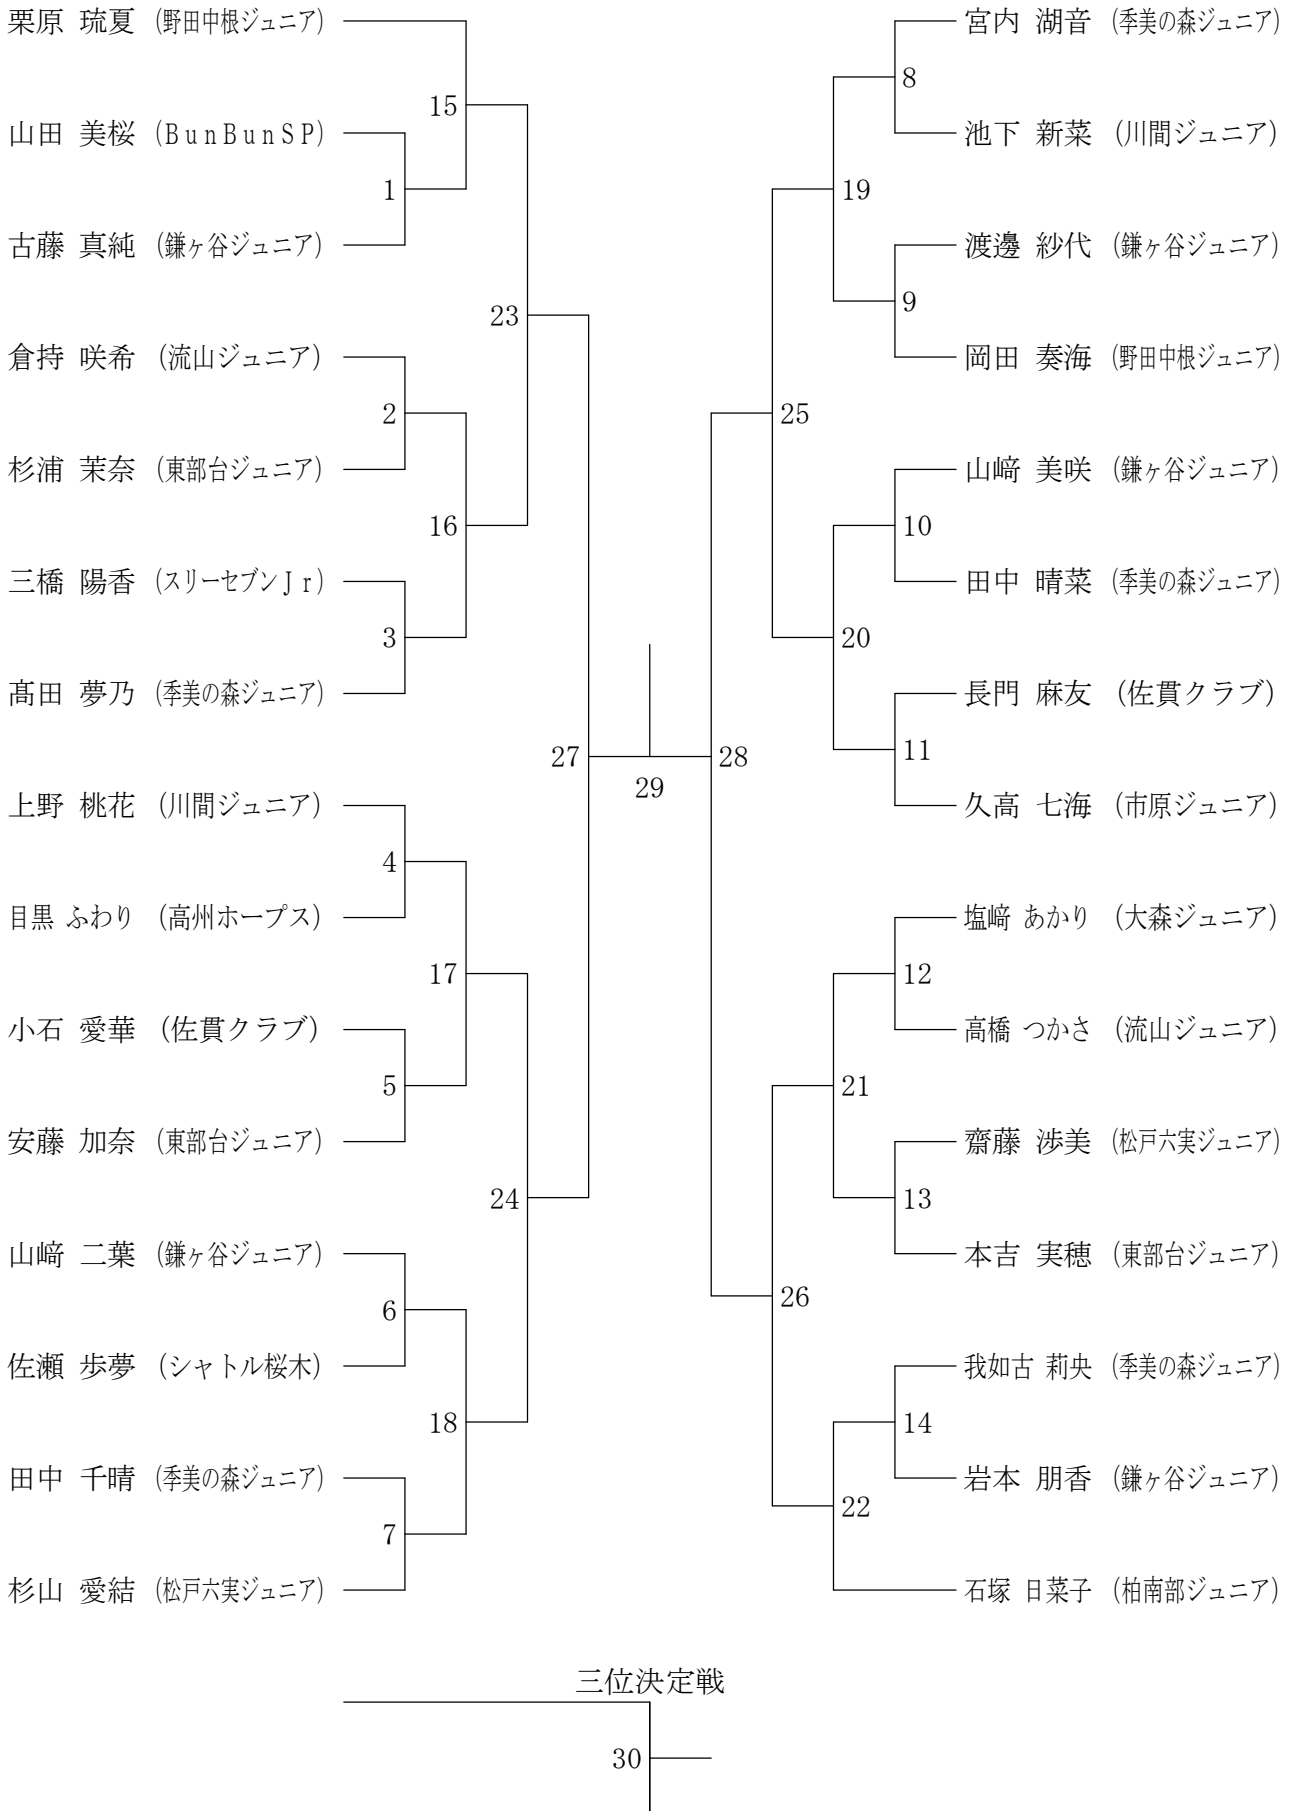 栗原 琉夏 (野田中根ジュニア)
山田 美桜 (BunBunSP)
古藤 真純 (鎌ヶ谷ジュニア)
倉持 咲希 (流山ジュニア)
杉浦 茉奈 (東部台ジュニア)
三橋 陽香 (スリーセブンJr)
髙田 夢乃 (季美の森ジュニア)
上野 桃花 (川間ジュニア)
目黒 ふわり (高州ホープス)
小石 愛華 (佐貫クラブ)
安藤 加奈 (東部台ジュニア)
山﨑 二葉 (鎌ヶ谷ジュニア)
佐瀬 歩夢 (シャトル桜木)
田中 千晴 (季美の森ジュニア)
杉山 愛結 (松戸六実ジュニア)
1
2
3
4
5
6
7
15
16
17
18
23
24
27
29
28
25
26
19
20
21
22
8
9
10
11
12
13
14
宮内 湖音 (季美の森ジュニア)
池下 新菜 (川間ジュニア)
渡邊 紗代 (鎌ヶ谷ジュニア)
岡田 奏海 (野田中根ジュニア)
山﨑 美咲 (鎌ヶ谷ジュニア)
田中 晴菜 (季美の森ジュニア)
長門 麻友 (佐貫クラブ)
久高 七海 (市原ジュニア)
塩﨑 あかり (大森ジュニア)
高橋 つかさ (流山ジュニア)
齋藤 渉美 (松戸六実ジュニア)
本吉 実穂 (東部台ジュニア)
我如古 莉央 (季美の森ジュニア)
岩本 朋香 (鎌ヶ谷ジュニア)
石塚 日菜子 (柏南部ジュニア)
三位決定戦
30